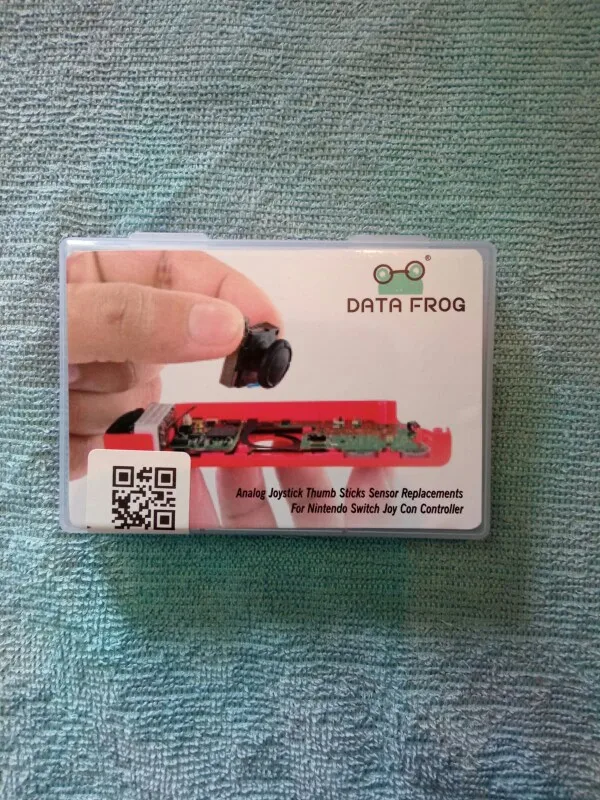 ®
DATA FROG
Analog Joystick Thumb Sticks Sensor Replacements
For Nintendo Switch Joy Con Controller